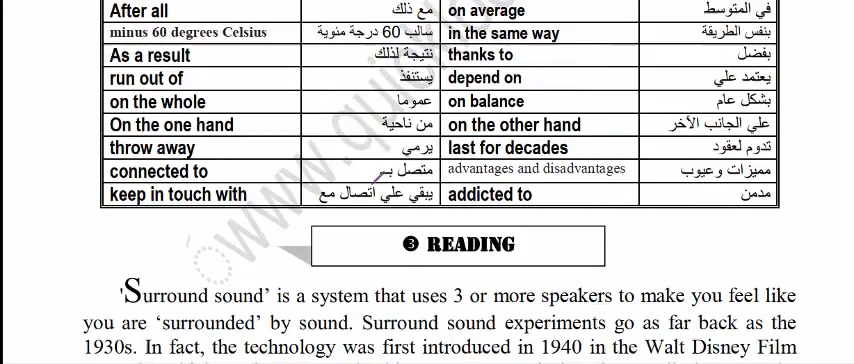 After all مع ذلك on average في المتوسط
minus 60 degrees Celsius سالب 60 درجة مئوية in the same way بنفس الطريقة
As a result نتيجة لذلك thanks to بفضل
run out of يستنفذ depend on يعتمد علي
on the whole عموما on balance بشكل عام
On the one hand من ناحية on the other hand علي الجانب الآخر
throw away يرمي last for decades تدوم لعقود
connected to متصل بـ advantages and disadvantages مميزات وعيوب
keep in touch with يبقي علي أتصال مع addicted to مدمن
❸ READING
'Surround sound' is a system that uses 3 or more speakers to make you feel like
you are 'surrounded' by sound. Surround sound experiments go as far back as the
1930s. In fact, the technology was first introduced in 1940 in the Walt Disney Film